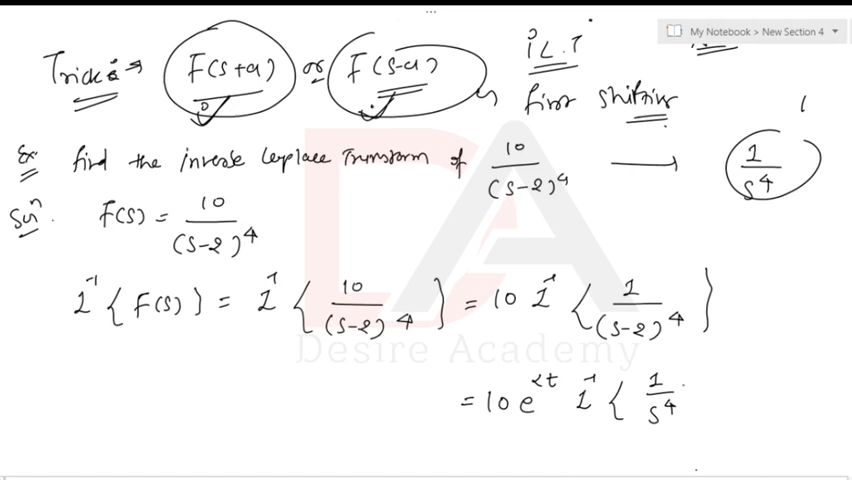 My Notebook > New Section 4
Trick :→ F(s+a) or F(s-a) → first shifting
I.L.T
Ex find the inverse Laplace Transform of 10/(s-2)^4 → 1/s^4
Solⁿ. F(s) = 10/(s-2)^4
L⁻¹ { F(s) } = L⁻¹ { 10/(s-2)^4 } = 10 L⁻¹ { 1/(s-2)^4 }
= 10 e^2t L⁻¹ { 1/s^4
DCA
Desire Academy